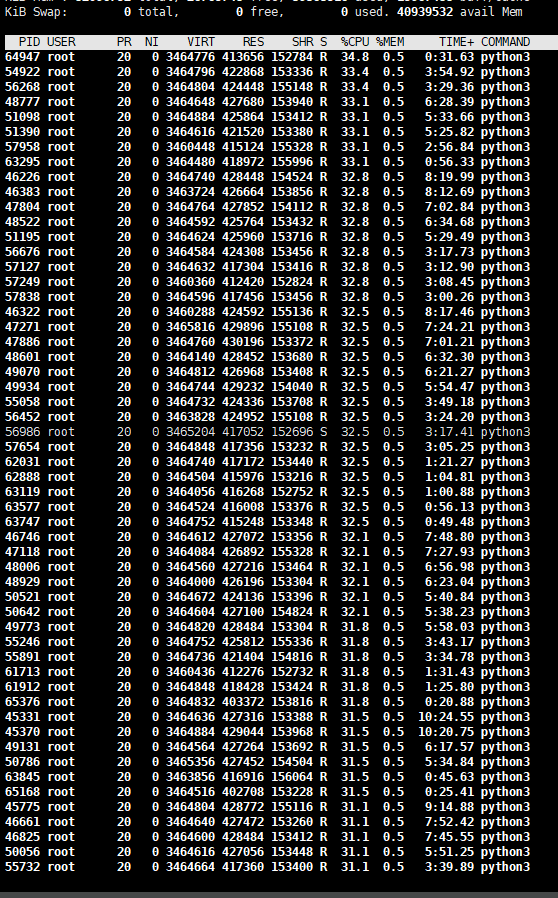 KiB Swap: 0 total, 0 free, 0 used. 40939532 avail Mem
PID USER PR NI VIRT RES SHR S %CPU %MEM TIME+ COMMAND
64947 root 20 0 3464776 413656 152784 R 34.8 0.5 0:31.63 python3
54922 root 20 0 3464796 422868 153336 R 33.4 0.5 3:54.92 python3
56268 root 20 0 3464804 424448 155148 R 33.4 0.5 3:29.36 python3
48777 root 20 0 3464648 427680 153940 R 33.1 0.5 6:28.39 python3
51098 root 20 0 3464884 425864 153412 R 33.1 0.5 5:33.66 python3
51390 root 20 0 3464616 421520 153380 R 33.1 0.5 5:25.82 python3
57958 root 20 0 3460448 415124 155328 R 33.1 0.5 2:56.84 python3
63295 root 20 0 3464480 418972 155996 R 33.1 0.5 0:56.33 python3
46226 root 20 0 3464740 428448 154524 R 32.8 0.5 8:19.99 python3
46383 root 20 0 3463724 426664 153856 R 32.8 0.5 8:12.69 python3
47804 root 20 0 3464764 427852 154112 R 32.8 0.5 7:02.84 python3
48522 root 20 0 3464592 425764 153432 R 32.8 0.5 6:34.68 python3
51195 root 20 0 3464624 425960 153716 R 32.8 0.5 5:29.49 python3
56676 root 20 0 3464584 424308 153456 R 32.8 0.5 3:17.73 python3
57127 root 20 0 3464632 417304 153416 R 32.8 0.5 3:12.90 python3
57249 root 20 0 3460360 412420 152824 R 32.8 0.5 3:08.45 python3
57838 root 20 0 3464596 417456 153456 R 32.8 0.5 3:00.26 python3
46322 root 20 0 3460288 424592 155136 R 32.5 0.5 8:17.46 python3
47271 root 20 0 3465816 429896 155108 R 32.5 0.5 7:24.21 python3
47886 root 20 0 3464760 430196 153372 R 32.5 0.5 7:01.21 python3
48601 root 20 0 3464140 428452 153680 R 32.5 0.5 6:32.30 python3
49070 root 20 0 3464812 426968 153408 R 32.5 0.5 6:21.27 python3
49934 root 20 0 3464744 429232 154040 R 32.5 0.5 5:54.47 python3
55058 root 20 0 3464732 424336 153708 R 32.5 0.5 3:49.18 python3
56452 root 20 0 3463828 424952 155108 R 32.5 0.5 3:24.20 python3
56986 root 20 0 3465204 417052 152696 S 32.5 0.5 3:17.41 python3
57654 root 20 0 3464848 417356 153232 R 32.5 0.5 3:05.25 python3
62031 root 20 0 3464740 417172 153440 R 32.5 0.5 1:21.27 python3
62888 root 20 0 3464504 415976 153216 R 32.5 0.5 1:04.81 python3
63119 root 20 0 3464056 416268 152752 R 32.5 0.5 1:00.88 python3
63577 root 20 0 3464524 416008 153376 R 32.5 0.5 0:56.13 python3
63747 root 20 0 3464752 415248 153348 R 32.5 0.5 0:49.48 python3
46746 root 20 0 3464612 427072 153356 R 32.1 0.5 7:48.80 python3
47118 root 20 0 3464084 426892 155328 R 32.1 0.5 7:27.93 python3
48006 root 20 0 3464560 427216 153464 R 32.1 0.5 6:56.98 python3
48929 root 20 0 3464000 426196 153304 R 32.1 0.5 6:23.04 python3
50521 root 20 0 3464672 424136 153396 R 32.1 0.5 5:40.84 python3
50642 root 20 0 3464604 427100 154824 R 32.1 0.5 5:38.23 python3
49773 root 20 0 3464820 428484 153304 R 31.8 0.5 5:58.03 python3
55246 root 20 0 3464752 425812 155336 R 31.8 0.5 3:43.17 python3
55891 root 20 0 3464736 421404 154816 R 31.8 0.5 3:34.78 python3
61713 root 20 0 3460436 412276 152732 R 31.8 0.5 1:31.43 python3
61912 root 20 0 3464848 418428 153424 R 31.8 0.5 1:25.80 python3
65376 root 20 0 3464832 403372 153816 R 31.8 0.5 0:20.88 python3
45331 root 20 0 3464636 427316 153388 R 31.5 0.5 10:24.55 python3
45370 root 20 0 3464884 429044 153968 R 31.5 0.5 10:20.75 python3
49131 root 20 0 3464564 427264 153692 R 31.5 0.5 6:17.57 python3
50786 root 20 0 3465356 427452 154504 R 31.5 0.5 5:34.84 python3
63845 root 20 0 3463856 416916 156064 R 31.5 0.5 0:45.63 python3
65168 root 20 0 3464516 402708 153228 R 31.5 0.5 0:25.41 python3
45775 root 20 0 3464804 428772 155116 R 31.1 0.5 9:14.88 python3
46661 root 20 0 3464640 427472 153260 R 31.1 0.5 7:52.42 python3
46825 root 20 0 3464600 428484 153412 R 31.1 0.5 7:45.55 python3
50056 root 20 0 3464616 427056 153448 R 31.1 0.5 5:51.25 python3
55732 root 20 0 3464664 417360 153400 R 31.1 0.5 3:39.89 python3